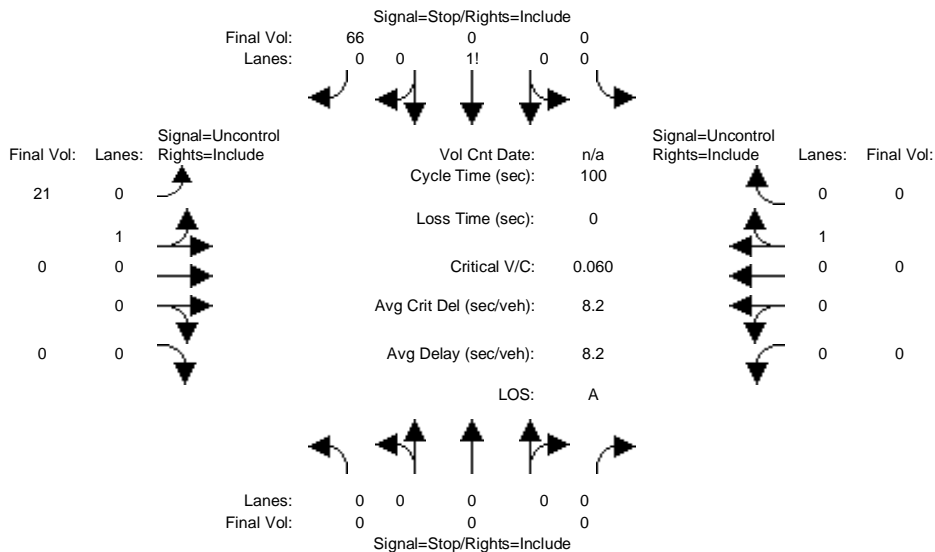 Signal=Stop/Rights=Include
Final Vol: 66 0 0
Lanes: 0 0 1! 0 0
Signal=Uncontrol Signal=Uncontrol
Final Vol: Lanes: Rights=Include Vol Cnt Date: n/a Rights=Include Lanes: Final Vol:
Cycle Time (sec): 100
21 0 0 0
Loss Time (sec): 0
1 1
0 0 Critical V/C: 0.060 0 0
0 Avg Crit Del (sec/veh): 8.2 0
0 0 Avg Delay (sec/veh): 8.2 0 0
LOS: A
Lanes: 0 0 0 0 0
Final Vol: 0 0 0
Signal=Stop/Rights=Include